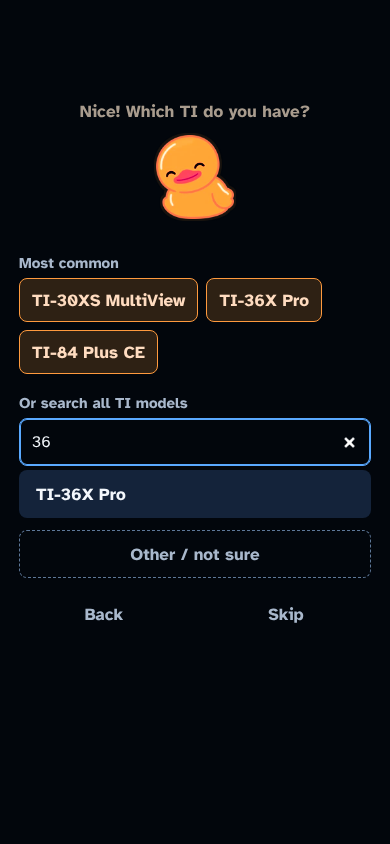 Nice! Which TI do you have?
Most common
TI-30XS MultiView
TI-36X Pro
TI-84 Plus CE
Or search all TI models
36
TI-36X Pro
Other / not sure
Back
Skip